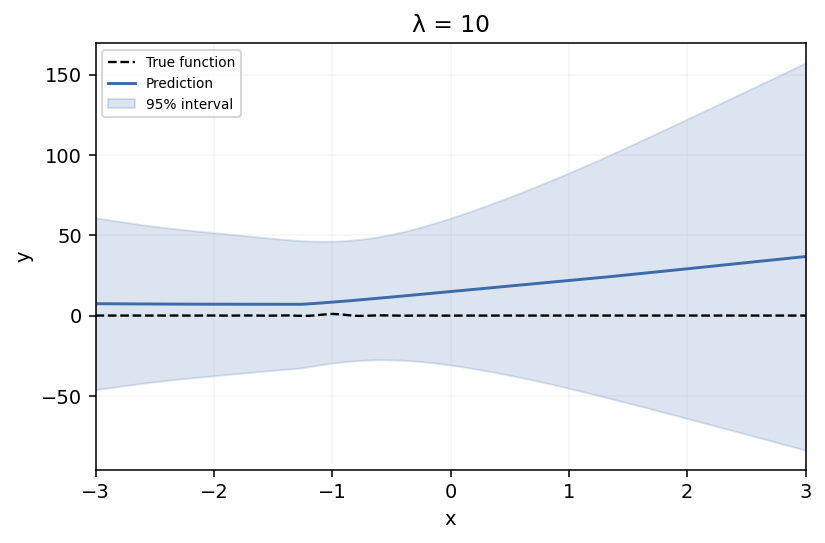 λ = 10
True function
Prediction
95% interval
150
100
50
0
−50
y
−3 −2 −1 0 1 2 3
x